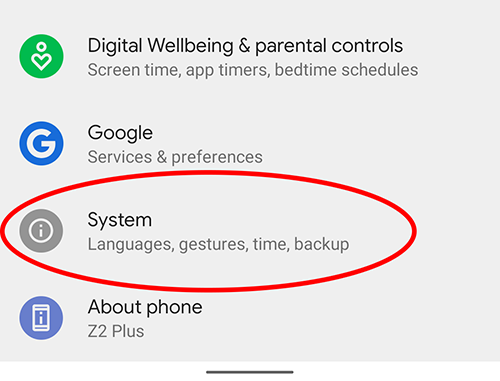 Digital Wellbeing & parental controls
Screen time, app timers, bedtime schedules
Google
Services & preferences
System
Languages, gestures, time, backup
About phone
Z2 Plus